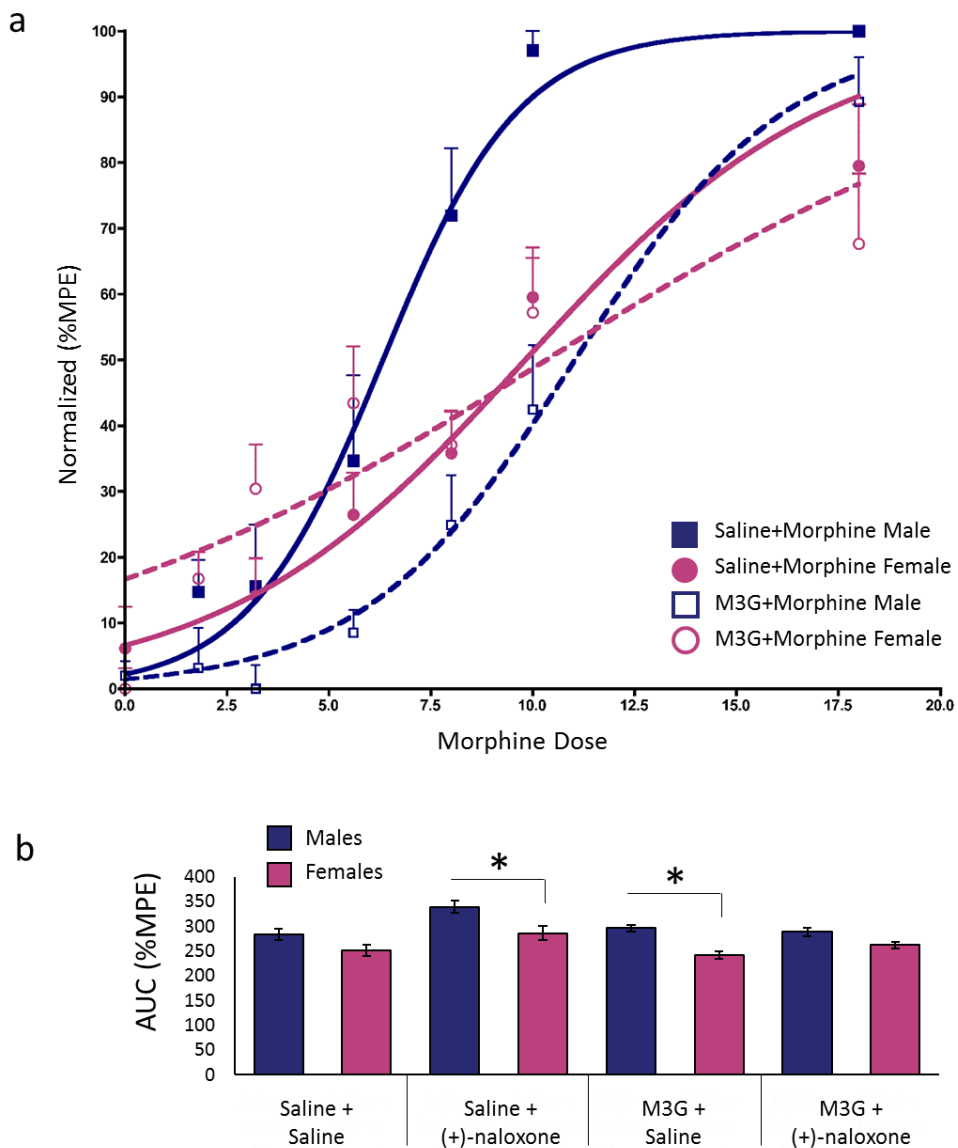 a
100
90
80
70
60
50
40
30
20
10
0
Normalized (%MPE)
0.0 2.5 5.0 7.5 10.0 12.5 15.0 17.5 20.0
Morphine Dose
Saline+Morphine Male
Saline+Morphine Female
M3G+Morphine Male
M3G+Morphine Female
b
Males
Females
AUC (%MPE)
400
350
300
250
200
150
100
50
0
* *
Saline + Saline + M3G + M3G +
Saline (+)-naloxone Saline (+)-naloxone